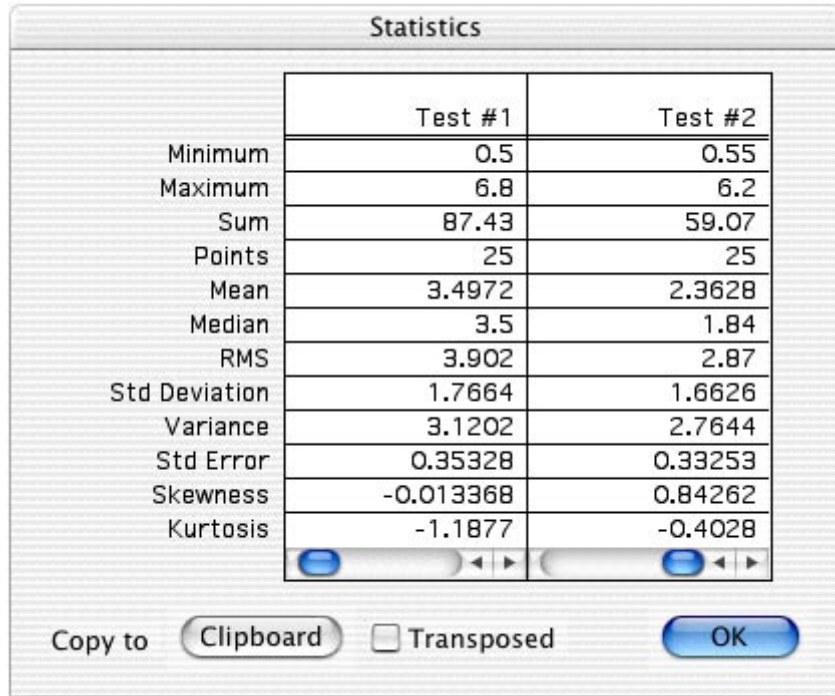 Statistics
Test #1 Test #2
Minimum 0.5 0.55
Maximum 6.8 6.2
Sum 87.43 59.07
Points 25 25
Mean 3.4972 2.3628
Median 3.5 1.84
RMS 3.902 2.87
Std Deviation 1.7664 1.6626
Variance 3.1202 2.7644
Std Error 0.35328 0.33253
Skewness -0.013368 0.84262
Kurtosis -1.1877 -0.4028
Copy to Clipboard Transposed OK